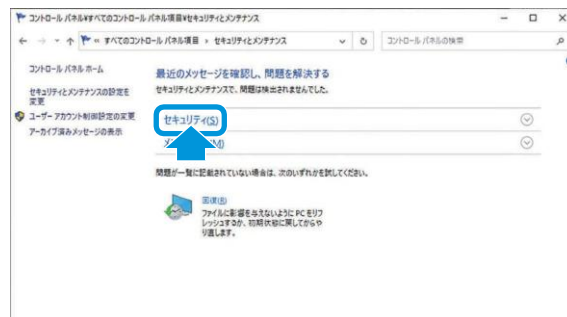 コントロール パネル¥すべてのコントロール パネル項目¥セキュリティとメンテナンス
« すべてのコントロール パネル項目 › セキュリティとメンテナンス
コントロール パネルの検索
コントロール パネル ホーム
セキュリティとメンテナンスの設定を
変更
ユーザー アカウント制御設定の変更
アーカイブ済みメッセージの表示
最近のメッセージを確認し、問題を解決する
セキュリティとメンテナンスで、問題は検出されませんでした。
セキュリティ(S)
(M)
問題が一覧に記載されていない場合は、次のいずれかを試してください。
回復(R)
ファイルに影響を与えないように PC をリフ
レッシュするか、初期状態に戻してからや
り直します。